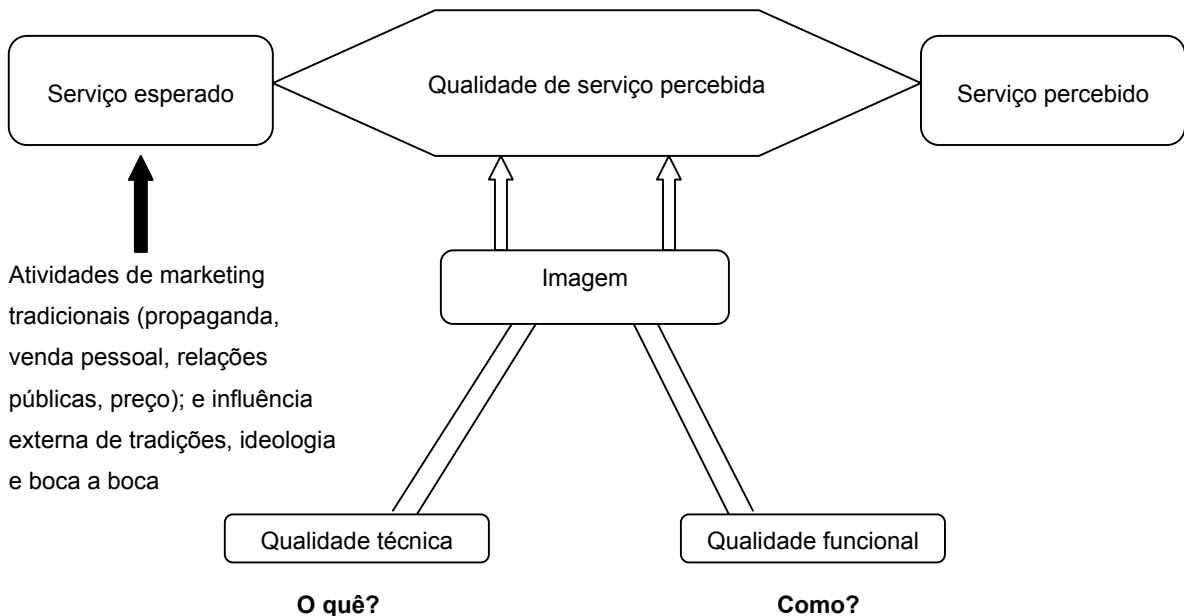 Serviço esperado
Qualidade de serviço percebida
Serviço percebido
Imagem
Atividades de marketing
tradicionais (propaganda,
venda pessoal, relações
públicas, preço); e influência
externa de tradições, ideologia
e boca a boca
Qualidade técnica
Qualidade funcional
O quê?
Como?